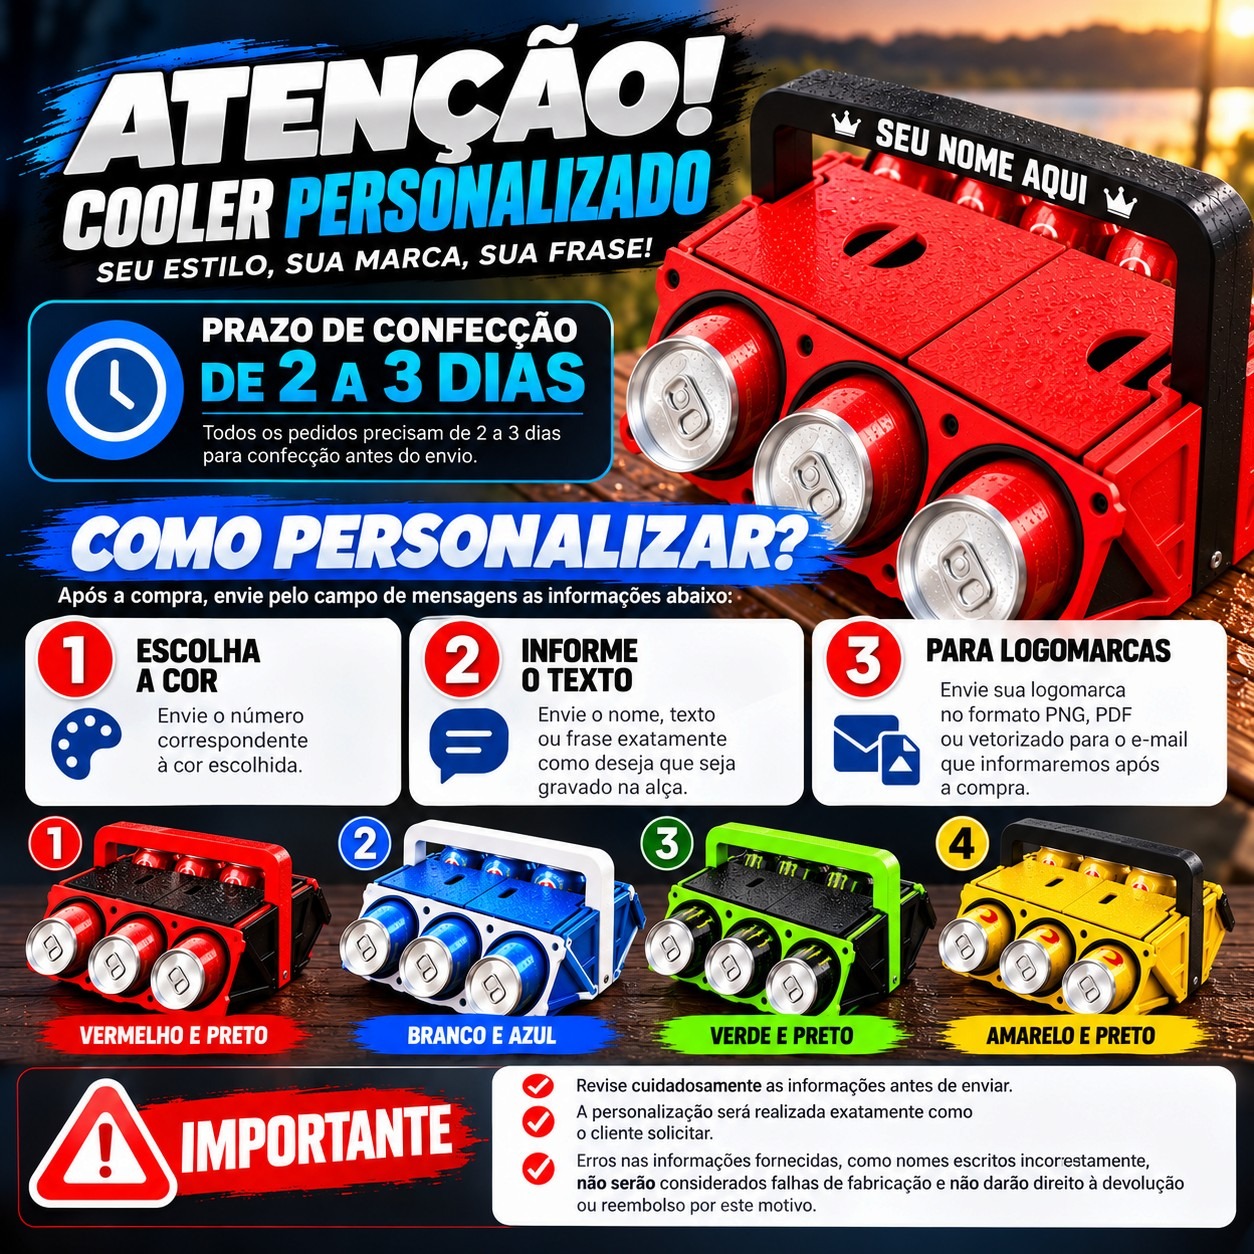 ATENÇÃO!
COOLER PERSONALIZADO
SEU ESTILO, SUA MARCA, SUA FRASE!
SEU NOME AQUI
PRAZO DE CONFECÇÃO
DE 2 A 3 DIAS
Todos os pedidos precisam de 2 a 3 dias
para confecção antes do envio.
COMO PERSONALIZAR?
Após a compra, envie pelo campo de mensagens as informações abaixo:
1
ESCOLHA
A COR
Envie o número
correspondente
à cor escolhida.
2
INFORME
O TEXTO
Envie o nome, texto
ou frase exatamente
como deseja que seja
gravado na alça.
3
PARA LOGOMARCAS
Envie sua logomarca
no formato PNG, PDF
ou vetorizado para o e-mail
que informaremos após
a compra.
1
VERMELHO E PRETO
2
BRANCO E AZUL
3
VERDE E PRETO
4
AMARELO E PRETO
IMPORTANTE
Revise cuidadosamente as informações antes de enviar.
A personalização será realizada exatamente como
o cliente solicitar.
Erros nas informações fornecidas, como nomes escritos incorrestamente,
não serão considerados falhas de fabricação e não darão direito à devolução
ou reembolso por este motivo.